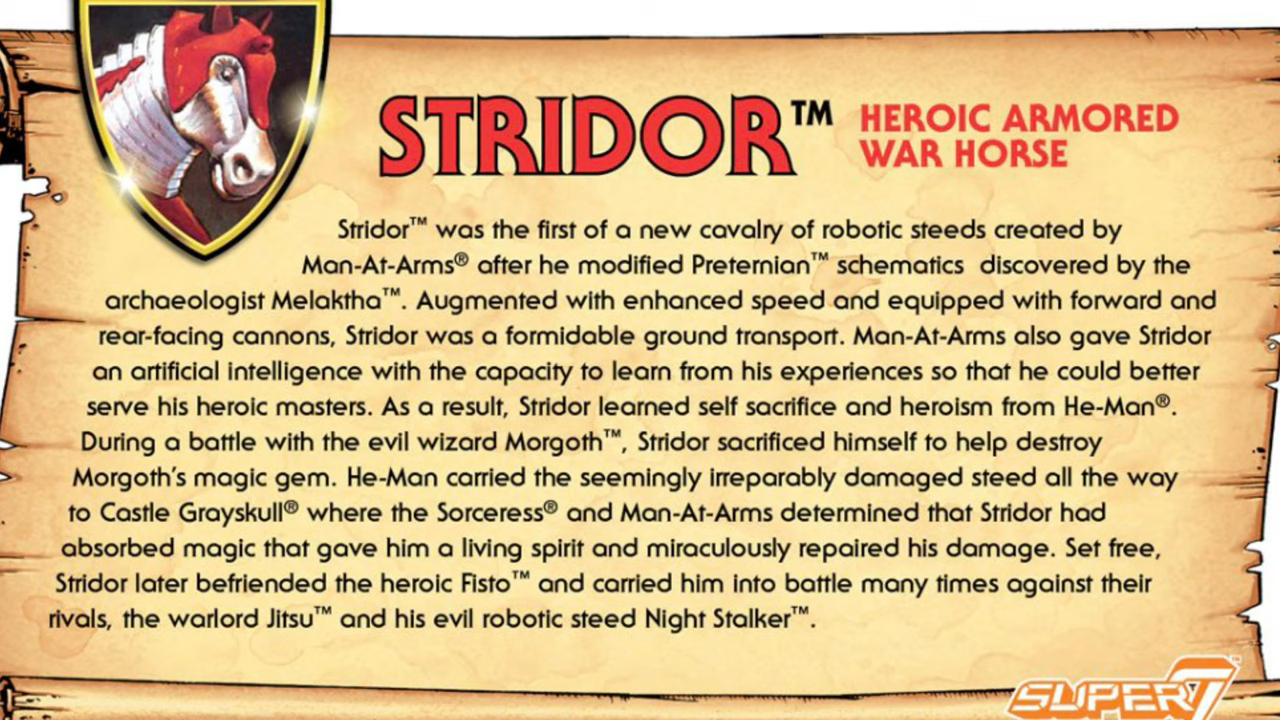 STRIDOR™ HEROIC ARMORED
WAR HORSE
Stridor™ was the first of a new cavalry of robotic steeds created by
Man-At-Arms® after he modified Preternian™ schematics discovered by the
archaeologist Melaktha™. Augmented with enhanced speed and equipped with forward and
rear-facing cannons, Stridor was a formidable ground transport. Man-At-Arms also gave Stridor
an artificial intelligence with the capacity to learn from his experiences so that he could better
serve his heroic masters. As a result, Stridor learned self sacrifice and heroism from He-Man®.
During a battle with the evil wizard Morgoth™, Stridor sacrificed himself to help destroy
Morgoth's magic gem. He-Man carried the seemingly irreparably damaged steed all the way
to Castle Grayskull® where the Sorceress® and Man-At-Arms determined that Stridor had
absorbed magic that gave him a living spirit and miraculously repaired his damage. Set free,
Stridor later befriended the heroic Fisto™ and carried him into battle many times against their
rivals, the warlord Jitsu™ and his evil robotic steed Night Stalker™.
SUPER7™